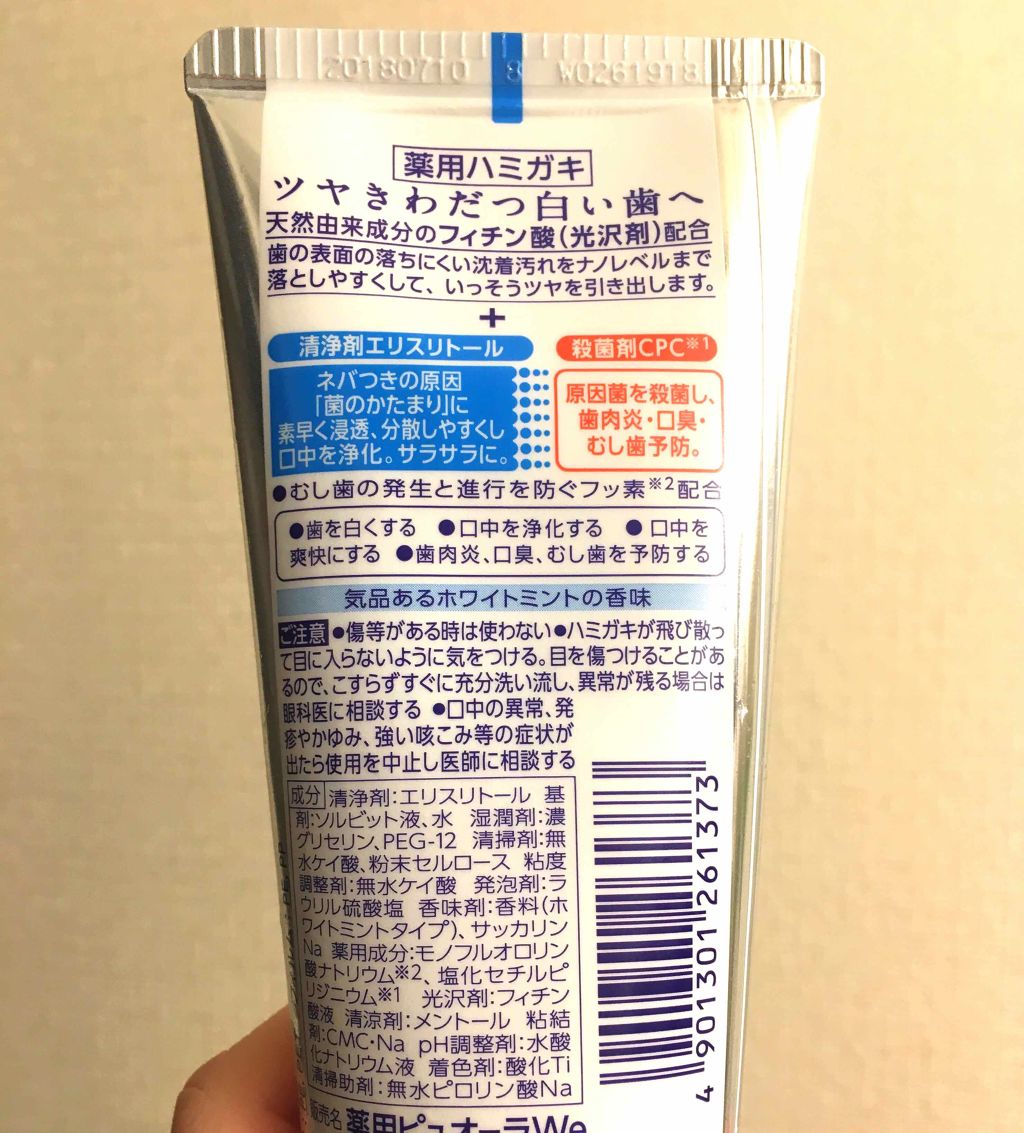 20180710 8 W0261918
薬用ハミガキ
ツヤきわだつ白い歯へ
天然由来成分のフィチン酸(光沢剤)配合
歯の表面の落ちにくい沈着汚れをナノレベルまで
落としやすくして、いっそうツヤを引き出します。
+
清浄剤エリスリトール
ネバつきの原因
「菌のかたまり」に
素早く浸透、分散しやすくし
口中を浄化。サラサラに。
殺菌剤CPC※1
原因菌を殺菌し、
歯肉炎・口臭・
むし歯予防。
●むし歯の発生と進行を防ぐフッ素※2配合
●歯を白くする ●口中を浄化する ●口中を
爽快にする ●歯肉炎、口臭、むし歯を予防する
気品あるホワイトミントの香味
ご注意 ●傷等がある時は使わない●ハミガキが飛び散っ
て目に入らないように気をつける。目を傷つけることがあ
るので、こすらずすぐに充分洗い流し、異常が残る場合は
眼科医に相談する ●口中の異常、発
疹やかゆみ、強い咳こみ等の症状が
出たら使用を中止し医師に相談する
成分 清浄剤:エリスリトール 基
剤:ソルビット液、水 湿潤剤:濃
グリセリン、PEG-12 清掃剤:無
水ケイ酸、粉末セルロース 粘度
調整剤:無水ケイ酸 発泡剤:ラ
ウリル硫酸塩 香味剤:香料(ホ
ワイトミントタイプ)、サッカリン
Na 薬用成分:モノフルオロリン
酸ナトリウム※2、塩化セチルピ
リジニウム※1 光沢剤:フィチン
酸液 清涼剤:メントール 粘結
剤:CMC・Na pH調整剤:水酸
化ナトリウム液 着色剤:酸化Ti
清掃助剤:無水ピロリン酸Na
販売名 薬用ピュオーラWe
4 901301 261373